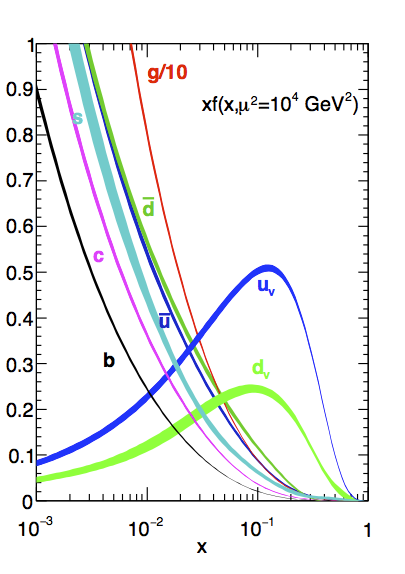 1
g/10
xf(x,μ²=10⁴ GeV²)
0.9
s
0.8
0.7
d̄
0.6
c
0.5
u_v
0.4
ū
0.3
b
d_v
0.2
0.1
0
10⁻³ 10⁻² 10⁻¹ 1
x